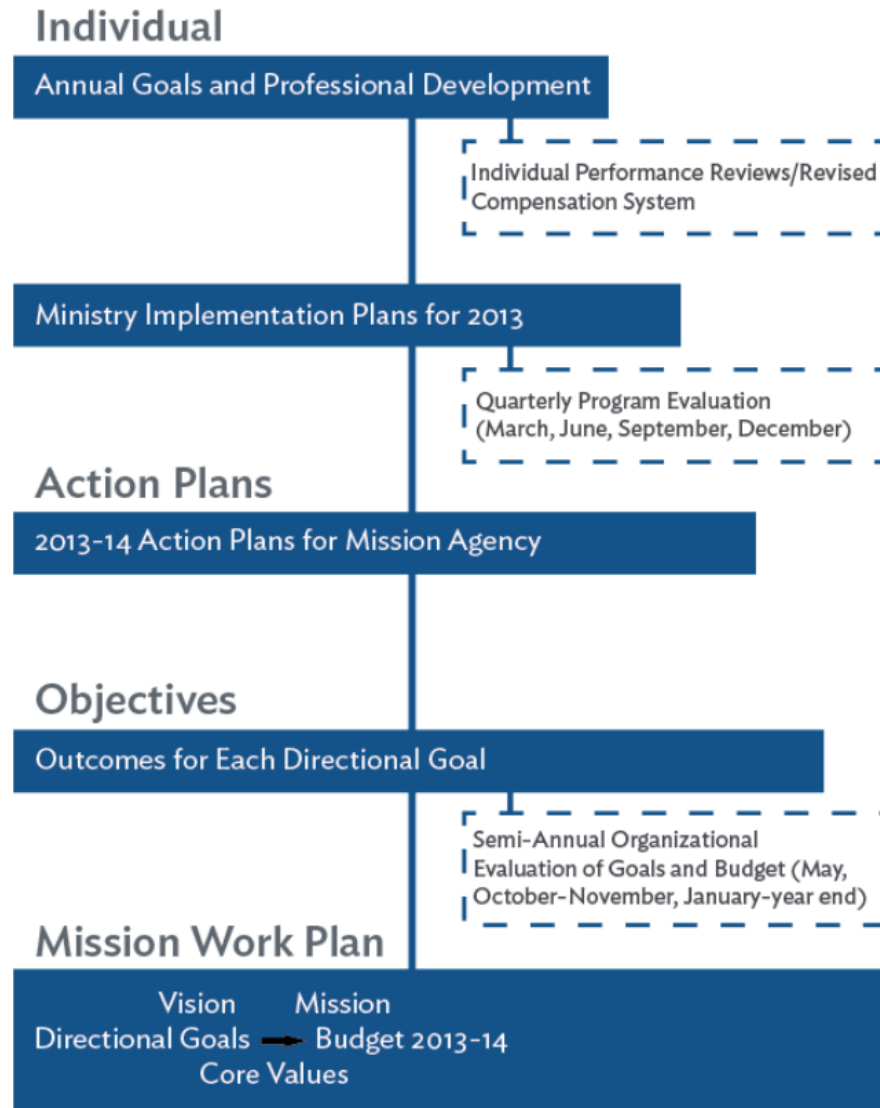 Individual
Annual Goals and Professional Development
Individual Performance Reviews/Revised
Compensation System
Ministry Implementation Plans for 2013
Quarterly Program Evaluation
(March, June, September, December)
Action Plans
2013-14 Action Plans for Mission Agency
Objectives
Outcomes for Each Directional Goal
Semi-Annual Organizational
Evaluation of Goals and Budget (May,
October-November, January-year end)
Mission Work Plan
Vision Mission
Directional Goals Budget 2013-14
Core Values